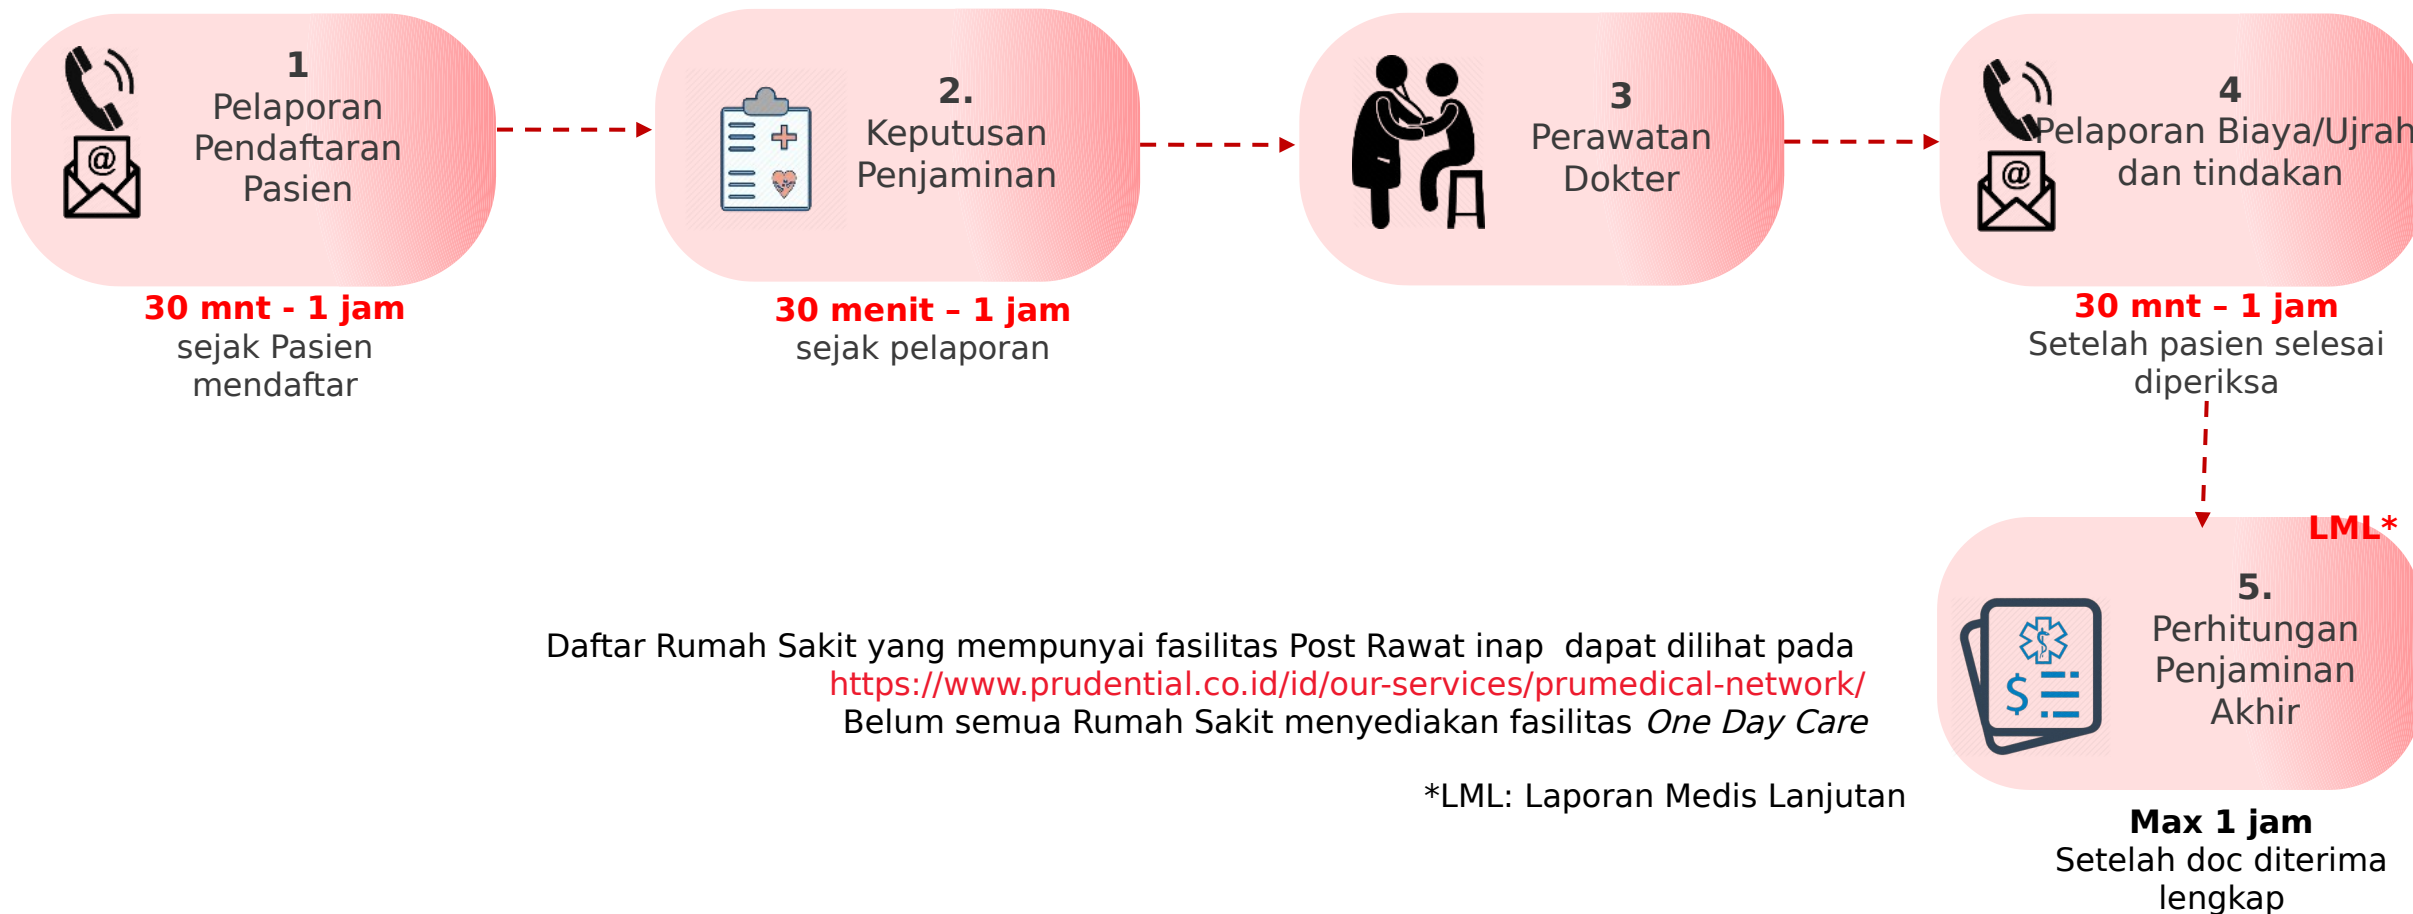 1
Pelaporan
Pendaftaran
Pasien
30 mnt - 1 jam
sejak Pasien
mendaftar
2.
Keputusan
Penjaminan
30 menit – 1 jam
sejak pelaporan
3
Perawatan
Dokter
4
Pelaporan Biaya/Ujrah
dan tindakan
30 mnt – 1 jam
Setelah pasien selesai
diperiksa
LML*
5.
Perhitungan
Penjaminan
Akhir
Max 1 jam
Setelah doc diterima
lengkap
Daftar Rumah Sakit yang mempunyai fasilitas Post Rawat inap  dapat dilihat pada
https://www.prudential.co.id/id/our-services/prumedical-network/
Belum semua Rumah Sakit menyediakan fasilitas One Day Care
*LML: Laporan Medis Lanjutan